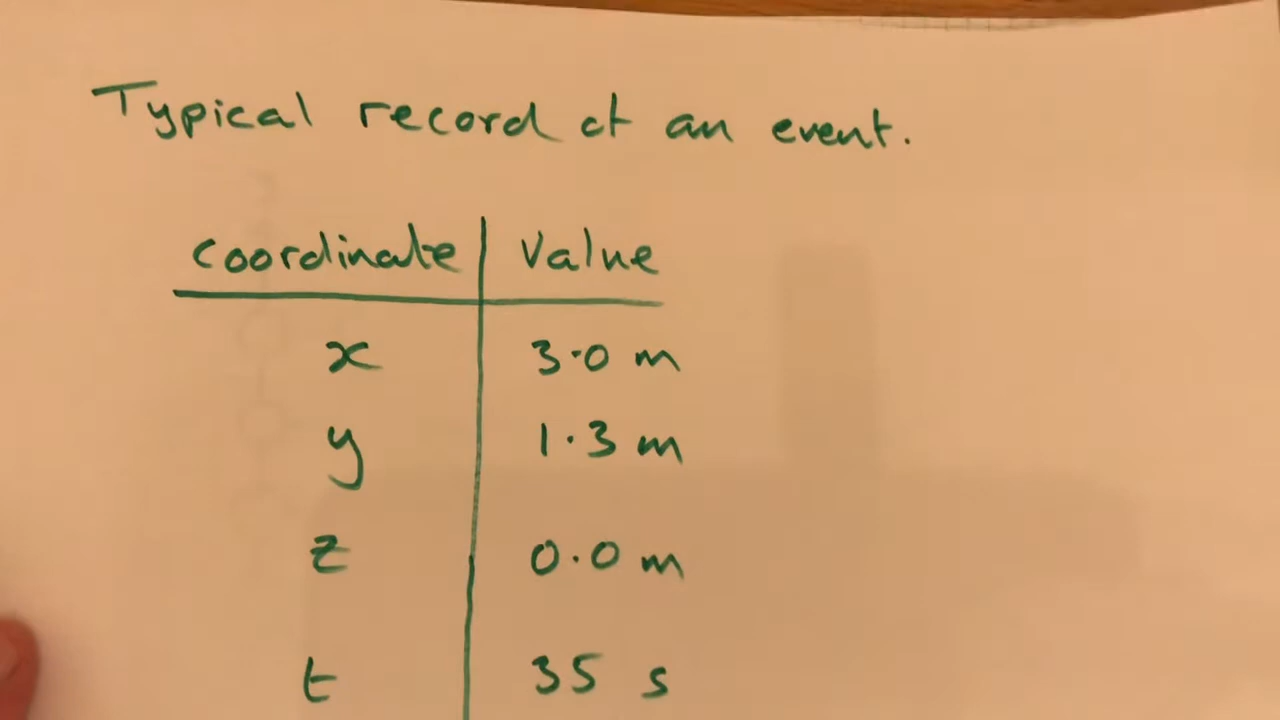 Typical record of an event.
coordinate Value
x 3.0 m
y 1.3 m
z 0.0 m
t 35 s